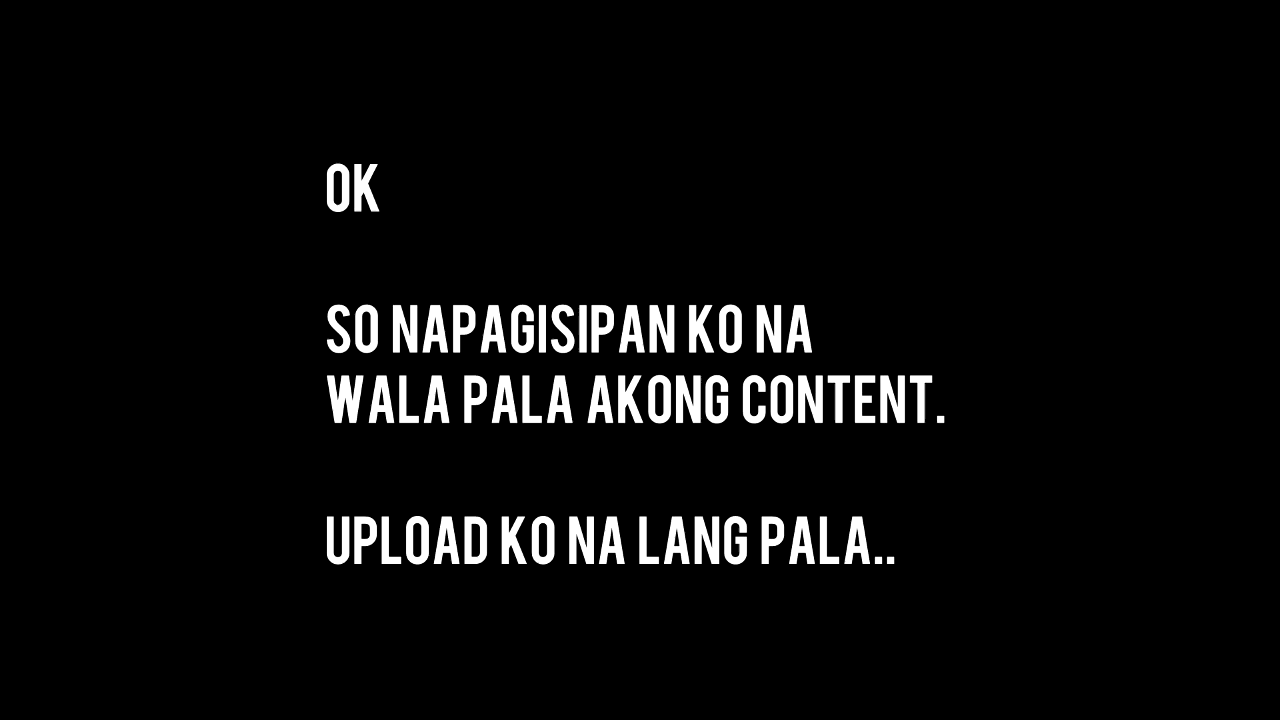 OK
SO NAPAGISIPAN KO NA
WALA PALA AKONG CONTENT.
UPLOAD KO NA LANG PALA..